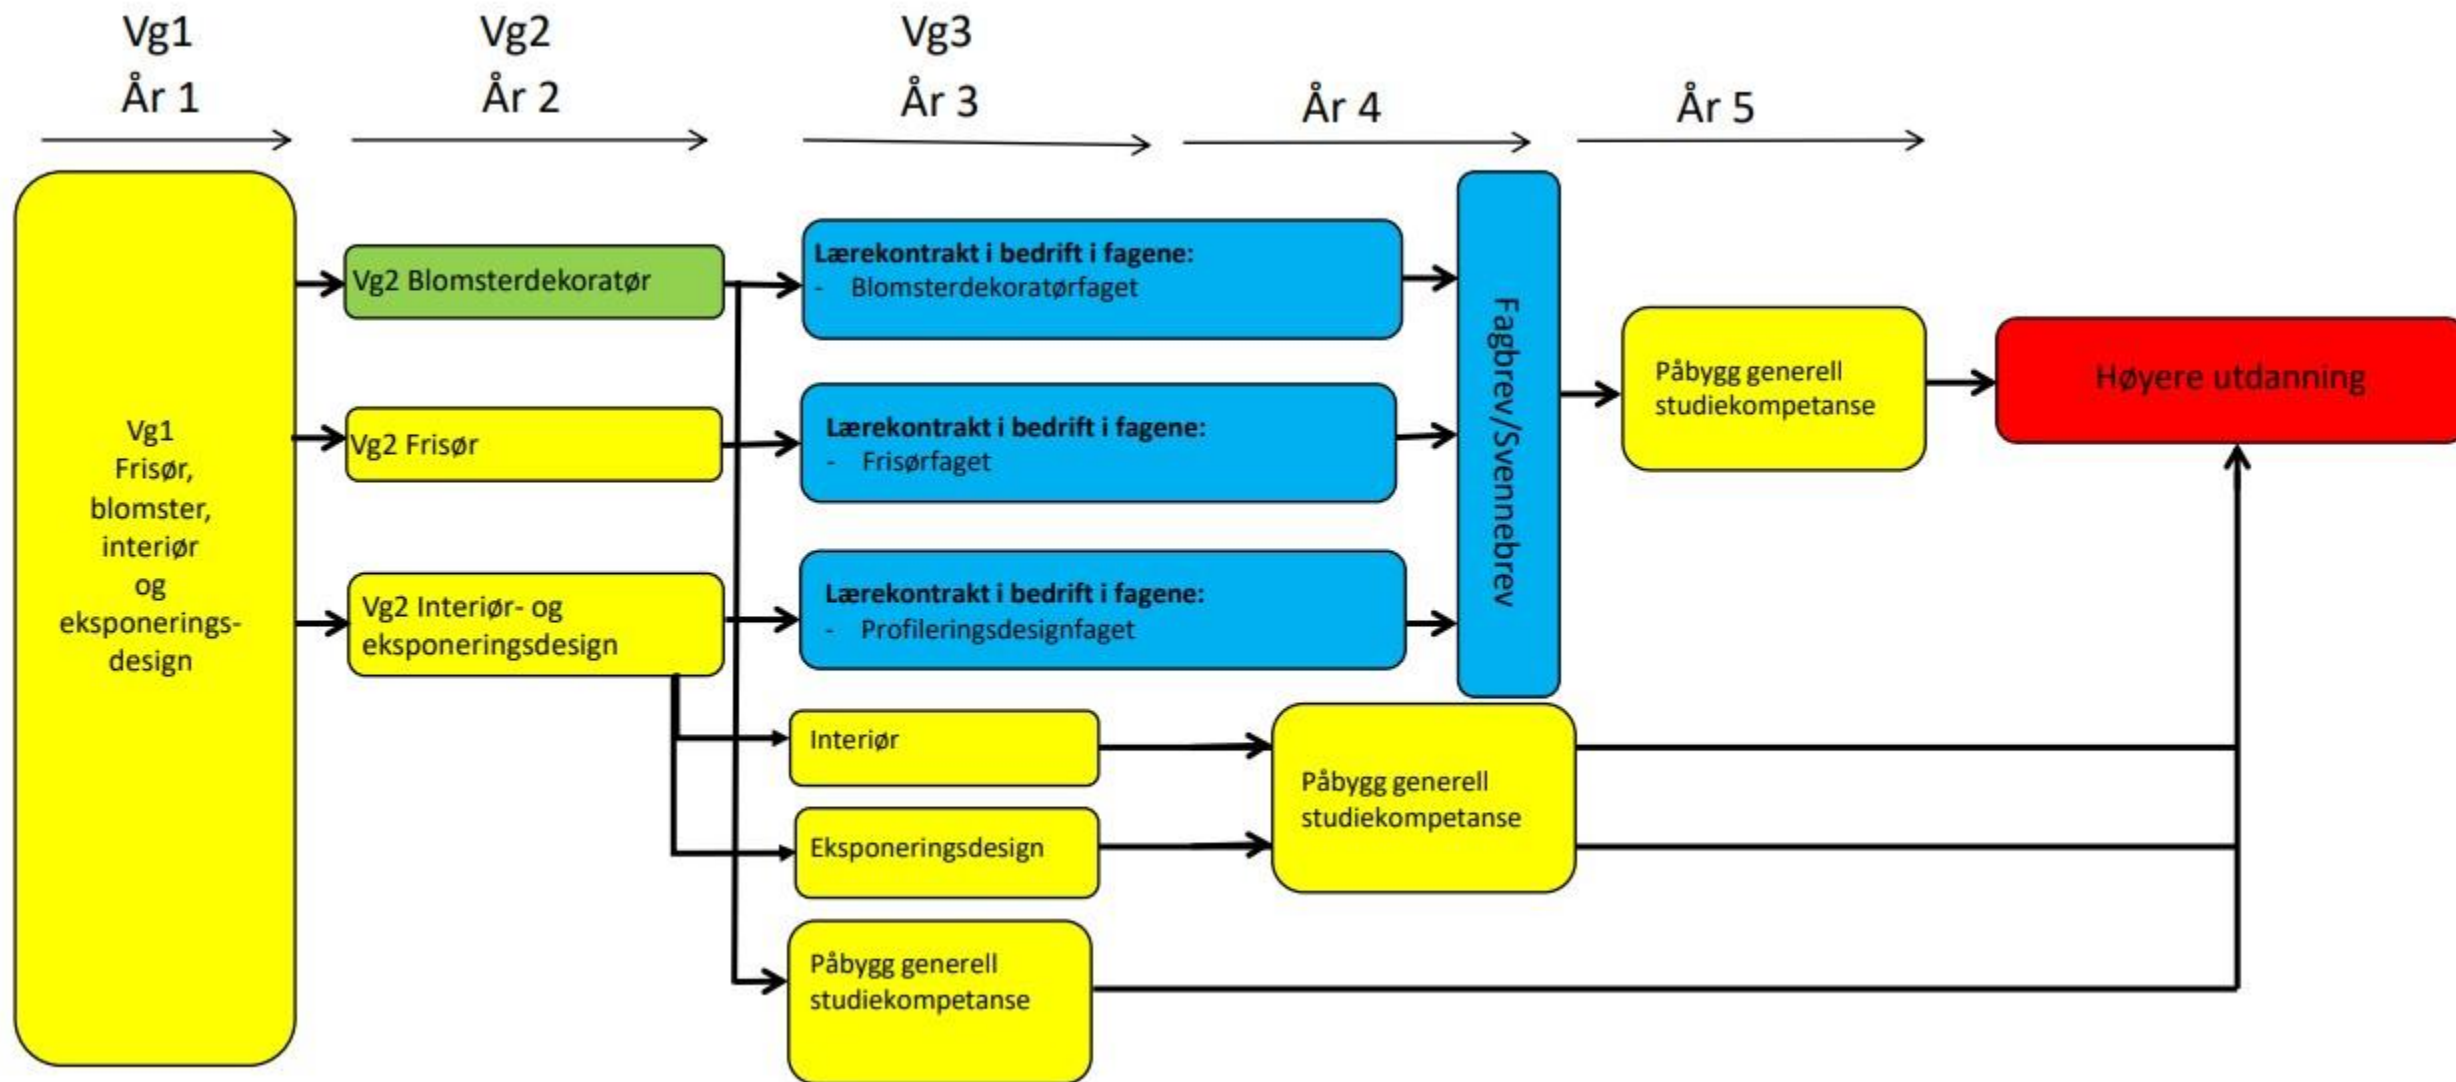 Vg1
År 1
Vg2
År 2
Vg3
År 3
År 4
År 5
Vg1
Frisør,
blomster,
interiør
og
eksponerings-
design
Vg2 Blomsterdekoratør
Vg2 Frisør
Vg2 Interiør- og
eksponeringsdesign
Lærekontrakt i bedrift i fagene:
- Blomsterdekoratørfaget
Lærekontrakt i bedrift i fagene:
- Frisørfaget
Lærekontrakt i bedrift i fagene:
- Profileringsdesignfaget
Interiør
Eksponeringsdesign
Påbygg generell
studiekompetanse
Påbygg generell
studiekompetanse
Fagbrev/Svennebrev
Påbygg generell
studiekompetanse
Høyere utdanning